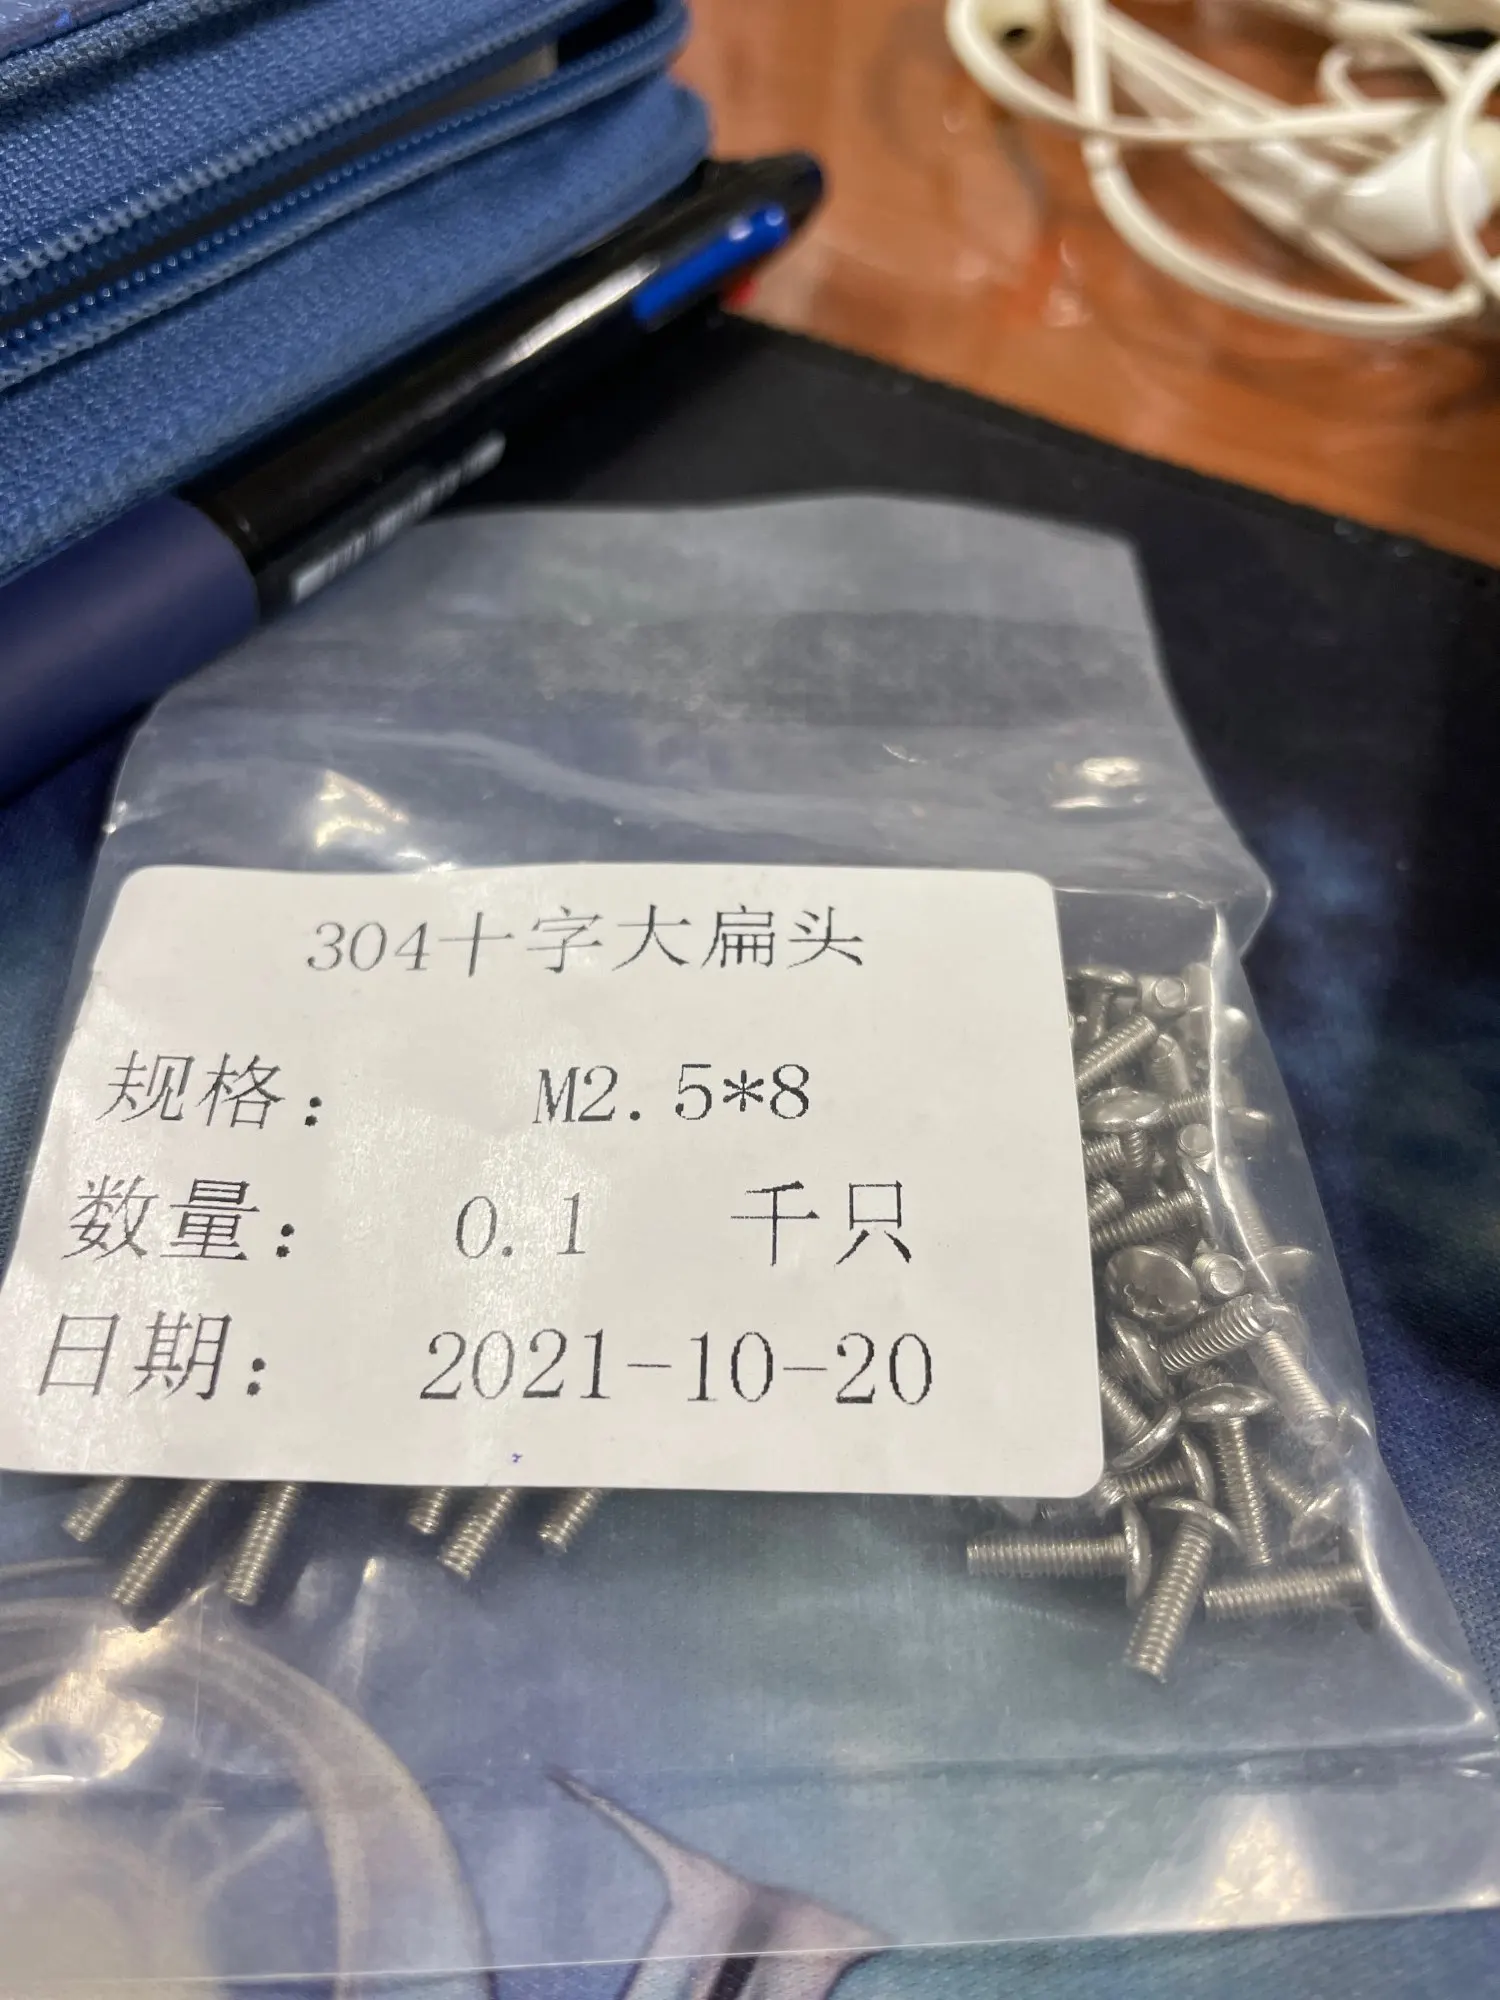 304十字大扁头
规格： M2.5*8
数量： 0.1 千只
日期： 2021-10-20